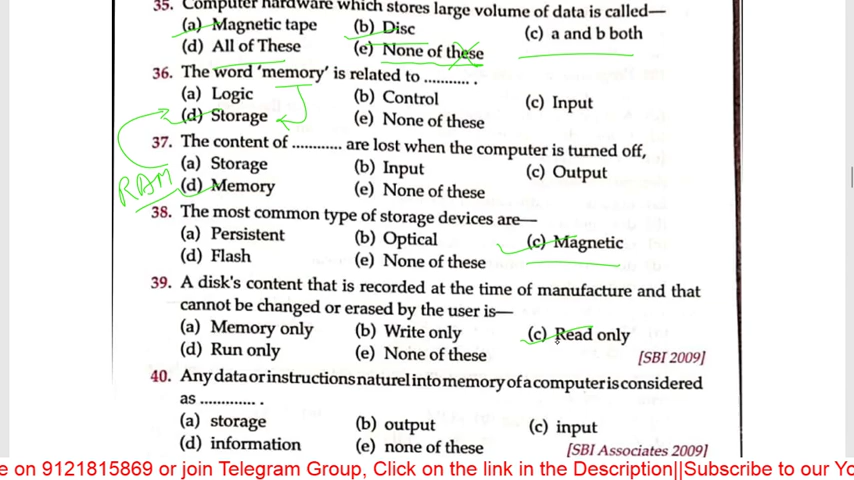 35. Computer hardware which stores large volume of data is called—
(a) Magnetic tape (b) Disc (c) a and b both
(d) All of These (e) None of these
36. The word 'memory' is related to ........... .
(a) Logic (b) Control (c) Input
(d) Storage (e) None of these
37. The content of ............ are lost when the computer is turned off,
(a) Storage (b) Input (c) Output
RAM (d) Memory (e) None of these
38. The most common type of storage devices are—
(a) Persistent (b) Optical (c) Magnetic
(d) Flash (e) None of these
39. A disk's content that is recorded at the time of manufacture and that
cannot be changed or erased by the user is—
(a) Memory only (b) Write only (c) Read only
(d) Run only (e) None of these [SBI 2009]
40. Any data or instructions naturel into memory of a computer is considered
as ............. .
(a) storage (b) output (c) input
(d) information (e) none of these [SBI Associates 2009]
e on 9121815869 or join Telegram Group, Click on the link in the Description||Subscribe to our Yo